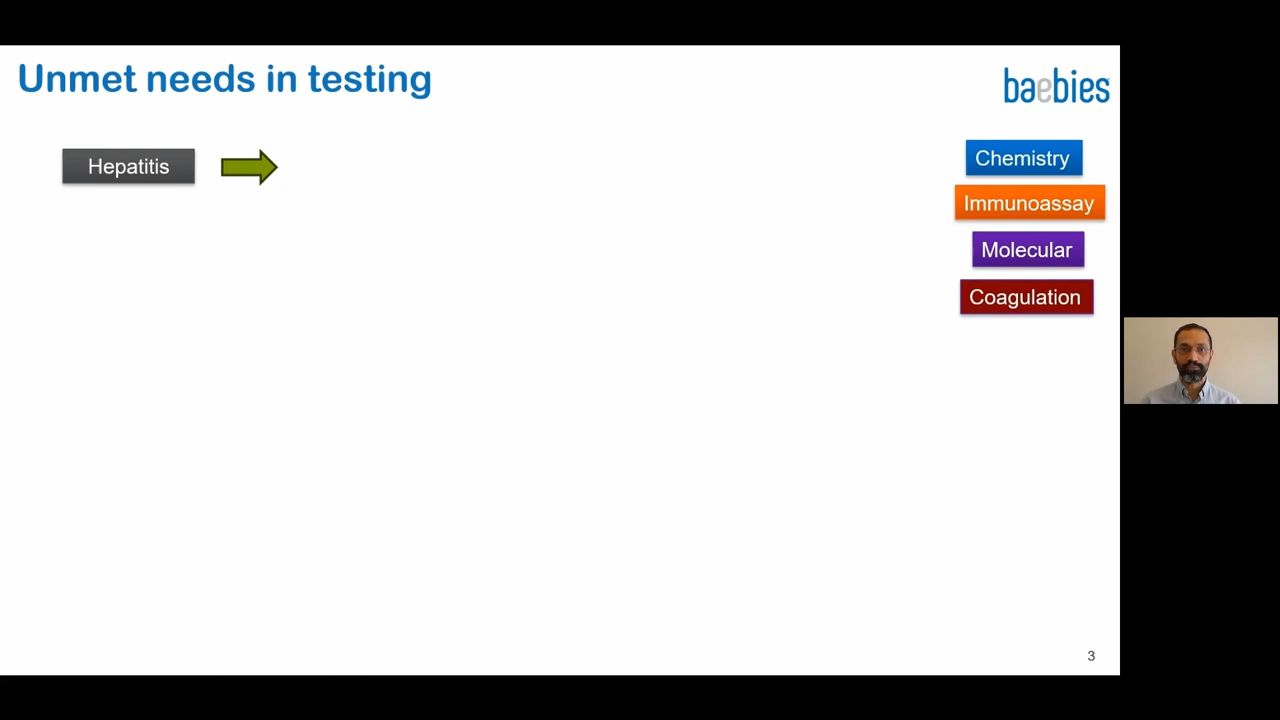 Unmet needs in testing
baebies
Hepatitis
Chemistry
Immunoassay
Molecular
Coagulation
3